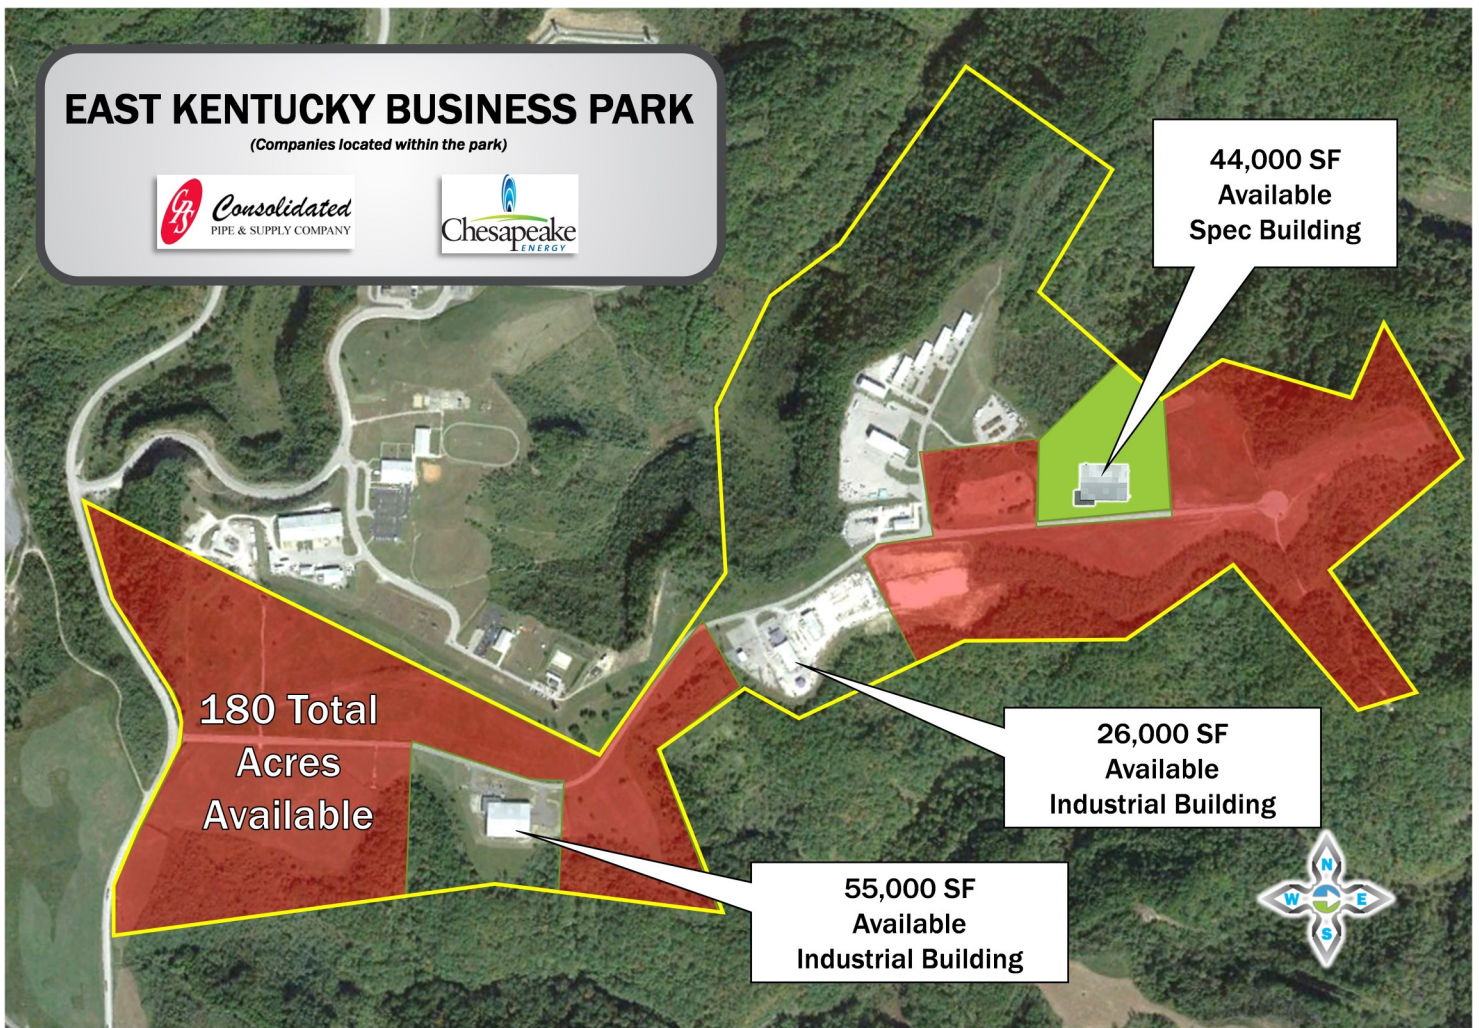 EAST KENTUCKY BUSINESS PARK
(Companies located within the park)
CPS
Consolidated
PIPE & SUPPLY COMPANY
Chesapeake
ENERGY
44,000 SF
Available
Spec Building
180 Total
Acres
Available
26,000 SF
Available
Industrial Building
55,000 SF
Available
Industrial Building
N
W
E
S